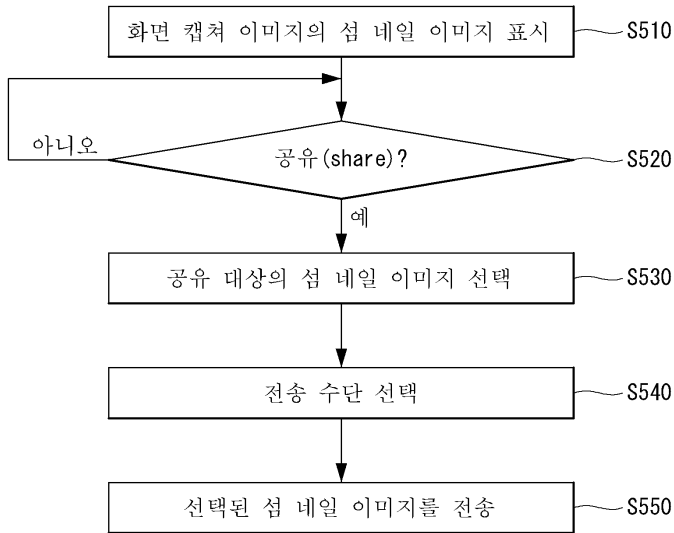 화면 캡쳐 이미지의 섬 네일 이미지 표시
S510
아니오
공유(share)?
S520
예
공유 대상의 섬 네일 이미지 선택
S530
전송 수단 선택
S540
선택된 섬 네일 이미지를 전송
S550